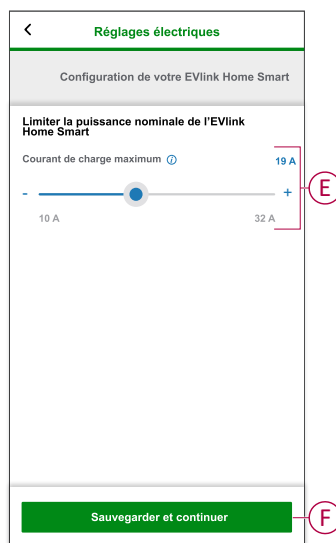 Réglages électriques
Configuration de votre EVlink Home Smart
Limiter la puissance nominale de l'EVlink
Home Smart
Courant de charge maximum 19 A
- +
10 A 32 A
E
Sauvegarder et continuer
F